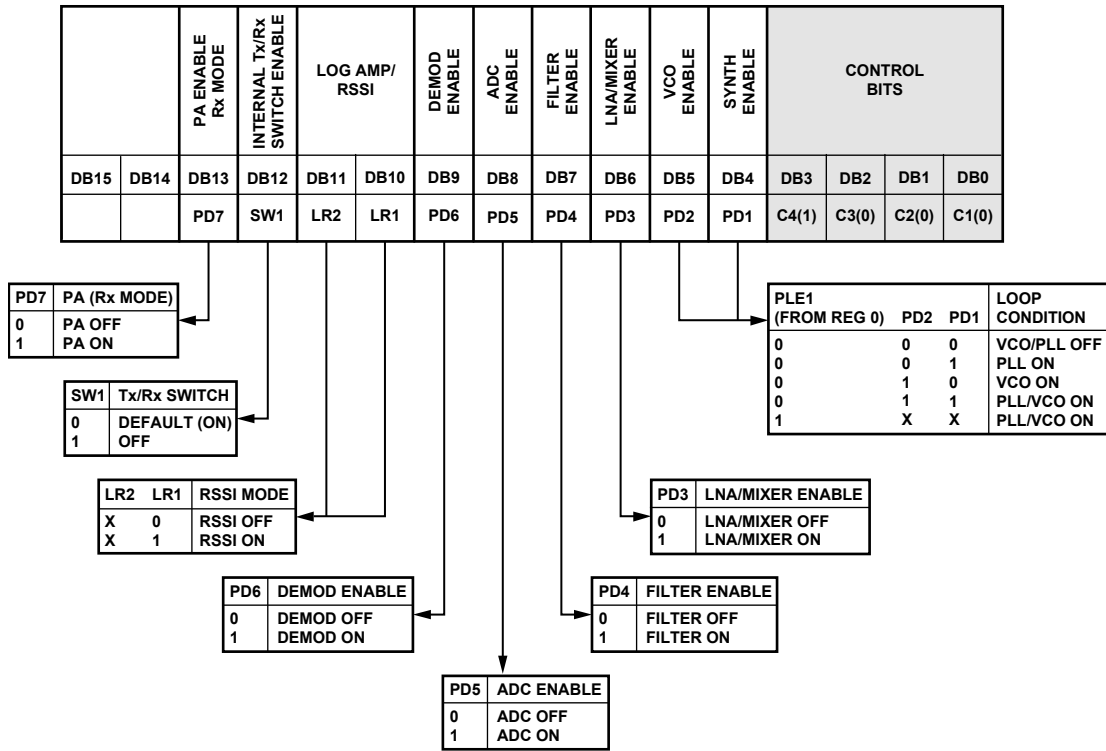 PA ENABLE
Rx MODE
INTERNAL Tx/Rx
SWITCH ENABLE
LOG AMP/
RSSI
DEMOD
ENABLE
ADC
ENABLE
FILTER
ENABLE
LNA/MIXER
ENABLE
VCO
ENABLE
SYNTH
ENABLE
CONTROL
BITS
DB15 DB14 DB13 DB12 DB11 DB10 DB9 DB8 DB7 DB6 DB5 DB4 DB3 DB2 DB1 DB0
PD7 SW1 LR2 LR1 PD6 PD5 PD4 PD3 PD2 PD1 C4(1) C3(0) C2(0) C1(0)
PD7 PA (Rx MODE)
0 PA OFF
1 PA ON
PLE1
(FROM REG 0) PD2 PD1 LOOP
CONDITION
0 0 0 VCO/PLL OFF
0 0 1 PLL ON
0 1 0 VCO ON
0 1 1 PLL/VCO ON
1 X X PLL/VCO ON
SW1 Tx/Rx SWITCH
0 DEFAULT (ON)
1 OFF
LR2 LR1 RSSI MODE
X 0 RSSI OFF
X 1 RSSI ON
PD3 LNA/MIXER ENABLE
0 LNA/MIXER OFF
1 LNA/MIXER ON
PD6 DEMOD ENABLE
0 DEMOD OFF
1 DEMOD ON
PD4 FILTER ENABLE
0 FILTER OFF
1 FILTER ON
PD5 ADC ENABLE
0 ADC OFF
1 ADC ON